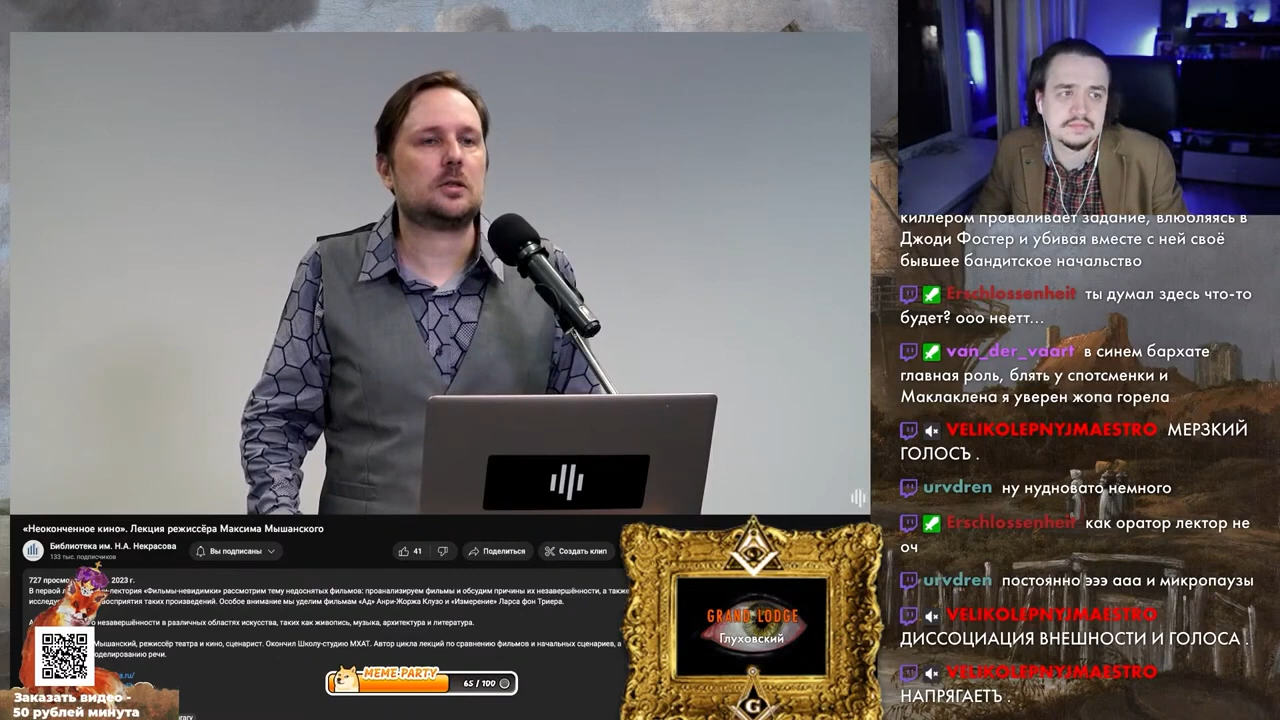 киллером проваливает задание, влюбляясь в
Джоди Фостер и убивая вместе с ней своё
бывшее бандитское начальство
Erschlossenheit ты думал здесь что-то
будет? ооо неетт...
van_der_vaart в синем бархате
главная роль, блять у спотсменки и
Маклаклена я уверен жопа горела
VELIKOLEPNYJMAESTRO МЕРЗКИЙ
ГОЛОСЪ .
urvdren ну нудновато немного
Erschlossenheit как оратор лектор не
оч
urvdren постоянно эээ ааа и микропаузы
VELIKOLEPNYJMAESTRO
ДИССОЦИАЦИЯ ВНЕШНОСТИ И ГОЛОСА .
VELIKOLEPNYJMAESTRO
НАПРЯГАЕТЪ .
«Неоконченное кино». Лекция режиссёра Максима Мышанского
Библиотека им. Н.А. Некрасова
133 тыс. подписчиков
Вы подписаны
41
Поделиться
Создать клип
727 2023 г.
В первой лектория «Фильмы-невидимки» рассмотрим тему недоснятых фильмов: проанализируем фильмы и обсудим причины их незавершённости, а также
восприятия таких произведений. Особое внимание мы уделим фильмам «Ад» Анри-Жоржа Клузо и «Измерение» Ларса фон Триера.
незавершённости в различных областях искусства, таких как живопись, музыка, архитектура и литература.
Мышанский, режиссёр театра и кино, сценарист. Окончил Школу-студию МХАТ. Автор цикла лекций по сравнению фильмов и начальных сценариев, а
моделированию речи.
MEME PARTY
65 / 100
GRAND LODGE
Глуховский
G
Заказать видео -
50 рублей минута